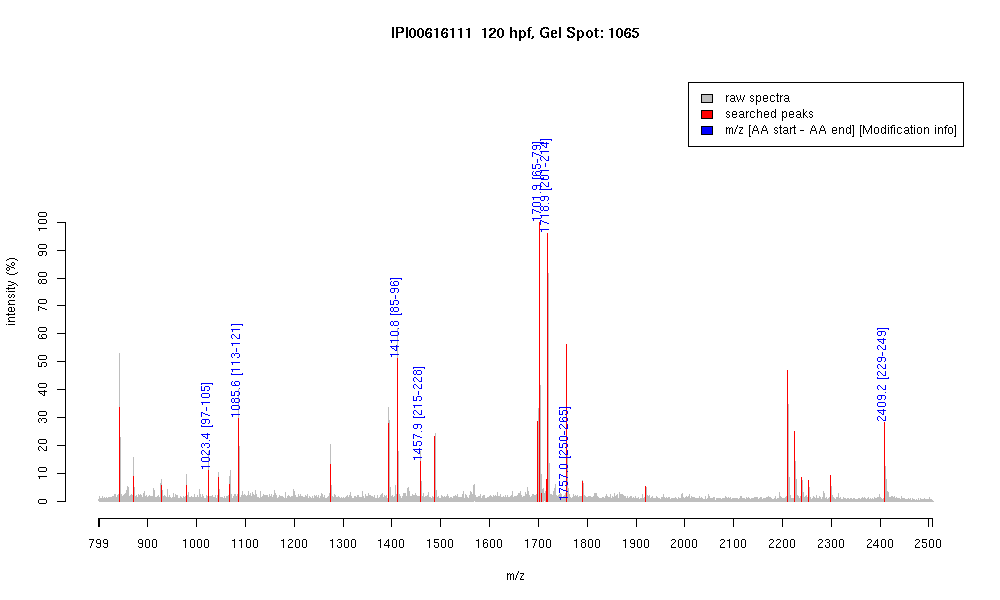 IPI00616111 120 hpf, Gel Spot: 1065
raw spectra
searched peaks
m/z [AA start - AA end] [Modification info]
intensity (%)
100
90
80
70
60
50
40
30
20
10
0
1023.4 [97-105]
1085.6 [113-121]
1410.8 [85-96]
1457.9 [215-228]
1701.9 [65-79]
1718.9 [201-214]
1757.0 [250-265]
2409.2 [229-249]
799 900 1000 1100 1200 1300 1400 1500 1600 1700 1800 1900 2000 2100 2200 2300 2400 2500
m/z